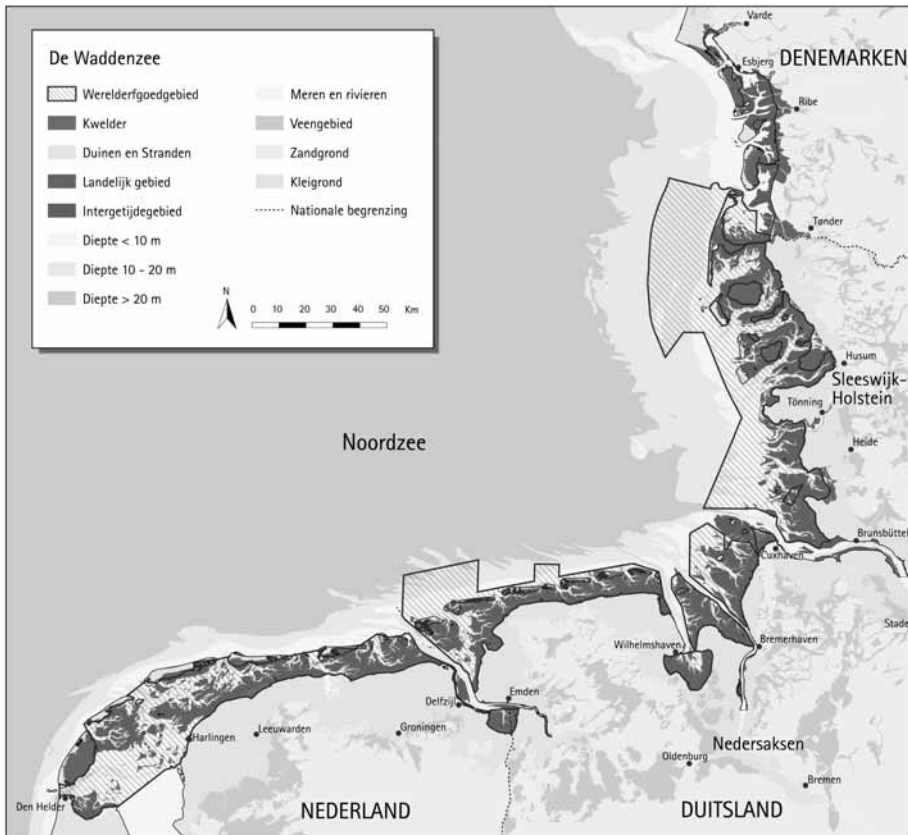 De Waddenzee
Werelderfgoedgebied
Kwelder
Duinen en Stranden
Landelijk gebied
Intergetijdegebied
Diepte < 10 m
Diepte 10 - 20 m
Diepte > 20 m
Meren en rivieren
Veengebied
Zandgrond
Kleigrond
Nationale begrenzing
N
0 10 20 30 40 50 Km
Varde
DENEMARKEN
Esbjerg
Ribe
Tønder
Husum
Sleeswijk-
Holstein
Tönning
Heide
Noordzee
Brunsbüttel
Cuxhaven
Stade
Wilhelmshaven
Bremerhaven
Emden
Delfzijl
Groningen
Leeuwarden
Harlingen
Nedersaksen
Oldenburg
Bremen
Den Helder
NEDERLAND
DUITSLAND